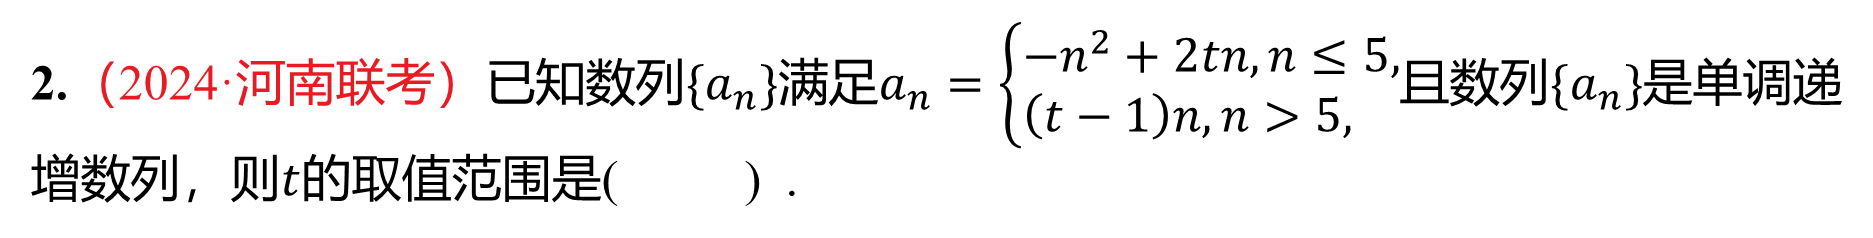 2.（2024·河南联考）已知数列{aₙ}满足aₙ = {−n² + 2tn, n ≤ 5, (t − 1)n, n > 5, 且数列{aₙ}是单调递
增数列，则t的取值范围是(  ) .